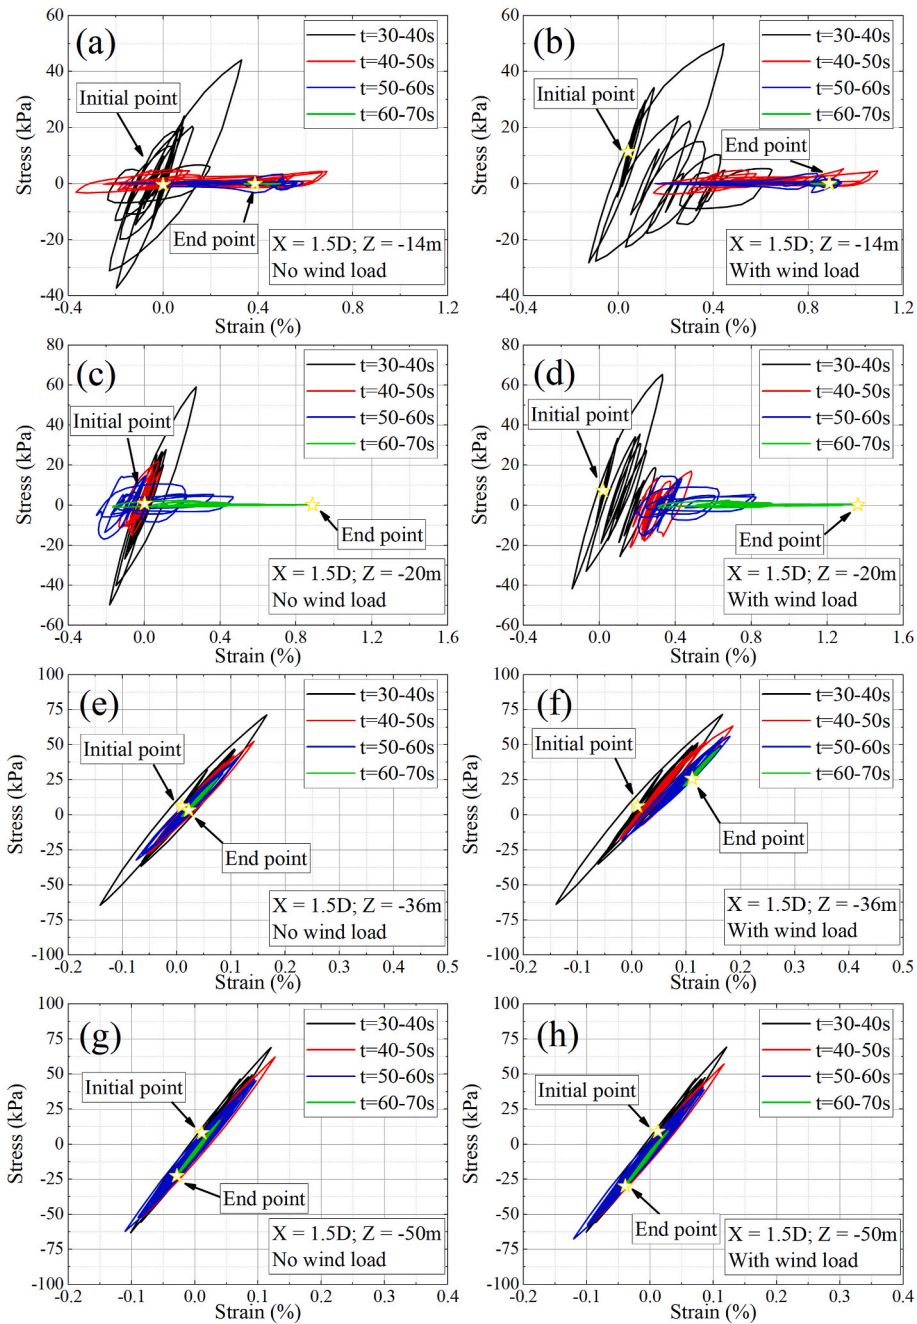 (a)
Stress (kPa)
60
40
20
0
-20
-40
t=30-40s
t=40-50s
t=50-60s
t=60-70s
Initial point
End point
X = 1.5D; Z = -14m
No wind load
-0.4 0.0 0.4 0.8 1.2
Strain (%)
(b)
Stress (kPa)
60
40
20
0
-20
-40
t=30-40s
t=40-50s
t=50-60s
t=60-70s
Initial point
End point
X = 1.5D; Z = -14m
With wind load
-0.4 0.0 0.4 0.8 1.2
Strain (%)
(c)
Stress (kPa)
80
60
40
20
0
-20
-40
-60
t=30-40s
t=40-50s
t=50-60s
t=60-70s
Initial point
End point
X = 1.5D; Z = -20m
No wind load
-0.4 0.0 0.4 0.8 1.2 1.6
Strain (%)
(d)
Stress (kPa)
80
60
40
20
0
-20
-40
-60
t=30-40s
t=40-50s
t=50-60s
t=60-70s
Initial point
End point
X = 1.5D; Z = -20m
With wind load
-0.4 0.0 0.4 0.8 1.2 1.6
Strain (%)
(e)
Stress (kPa)
100
75
50
25
0
-25
-50
-75
-100
t=30-40s
t=40-50s
t=50-60s
t=60-70s
Initial point
End point
X = 1.5D; Z = -36m
No wind load
-0.2 -0.1 0.0 0.1 0.2 0.3 0.4 0.5
Strain (%)
(f)
Stress (kPa)
100
75
50
25
0
-25
-50
-75
-100
t=30-40s
t=40-50s
t=50-60s
t=60-70s
Initial point
End point
X = 1.5D; Z = -36m
With wind load
-0.2 -0.1 0.0 0.1 0.2 0.3 0.4 0.5
Strain (%)
(g)
Stress (kPa)
100
75
50
25
0
-25
-50
-75
-100
t=30-40s
t=40-50s
t=50-60s
t=60-70s
Initial point
End point
X = 1.5D; Z = -50m
No wind load
-0.2 -0.1 0.0 0.1 0.2 0.3 0.4
Strain (%)
(h)
Stress (kPa)
100
75
50
25
0
-25
-50
-75
-100
t=30-40s
t=40-50s
t=50-60s
t=60-70s
Initial point
End point
X = 1.5D; Z = -50m
With wind load
-0.2 -0.1 0.0 0.1 0.2 0.3 0.4
Strain (%)